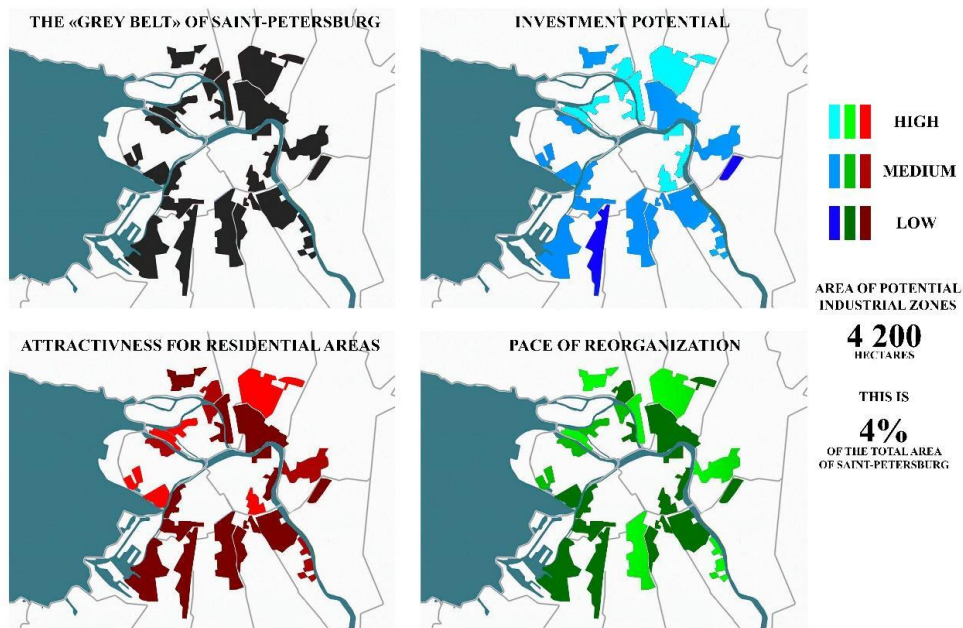 THE «GREY BELT» OF SAINT-PETERSBURG
INVESTMENT POTENTIAL
HIGH
MEDIUM
LOW
AREA OF POTENTIAL
INDUSTRIAL ZONES
4 200
HECTARES
ATTRACTIVNESS FOR RESIDENTIAL AREAS
PACE OF REORGANIZATION
THIS IS
4%
OF THE TOTAL AREA
OF SAINT-PETERSBURG